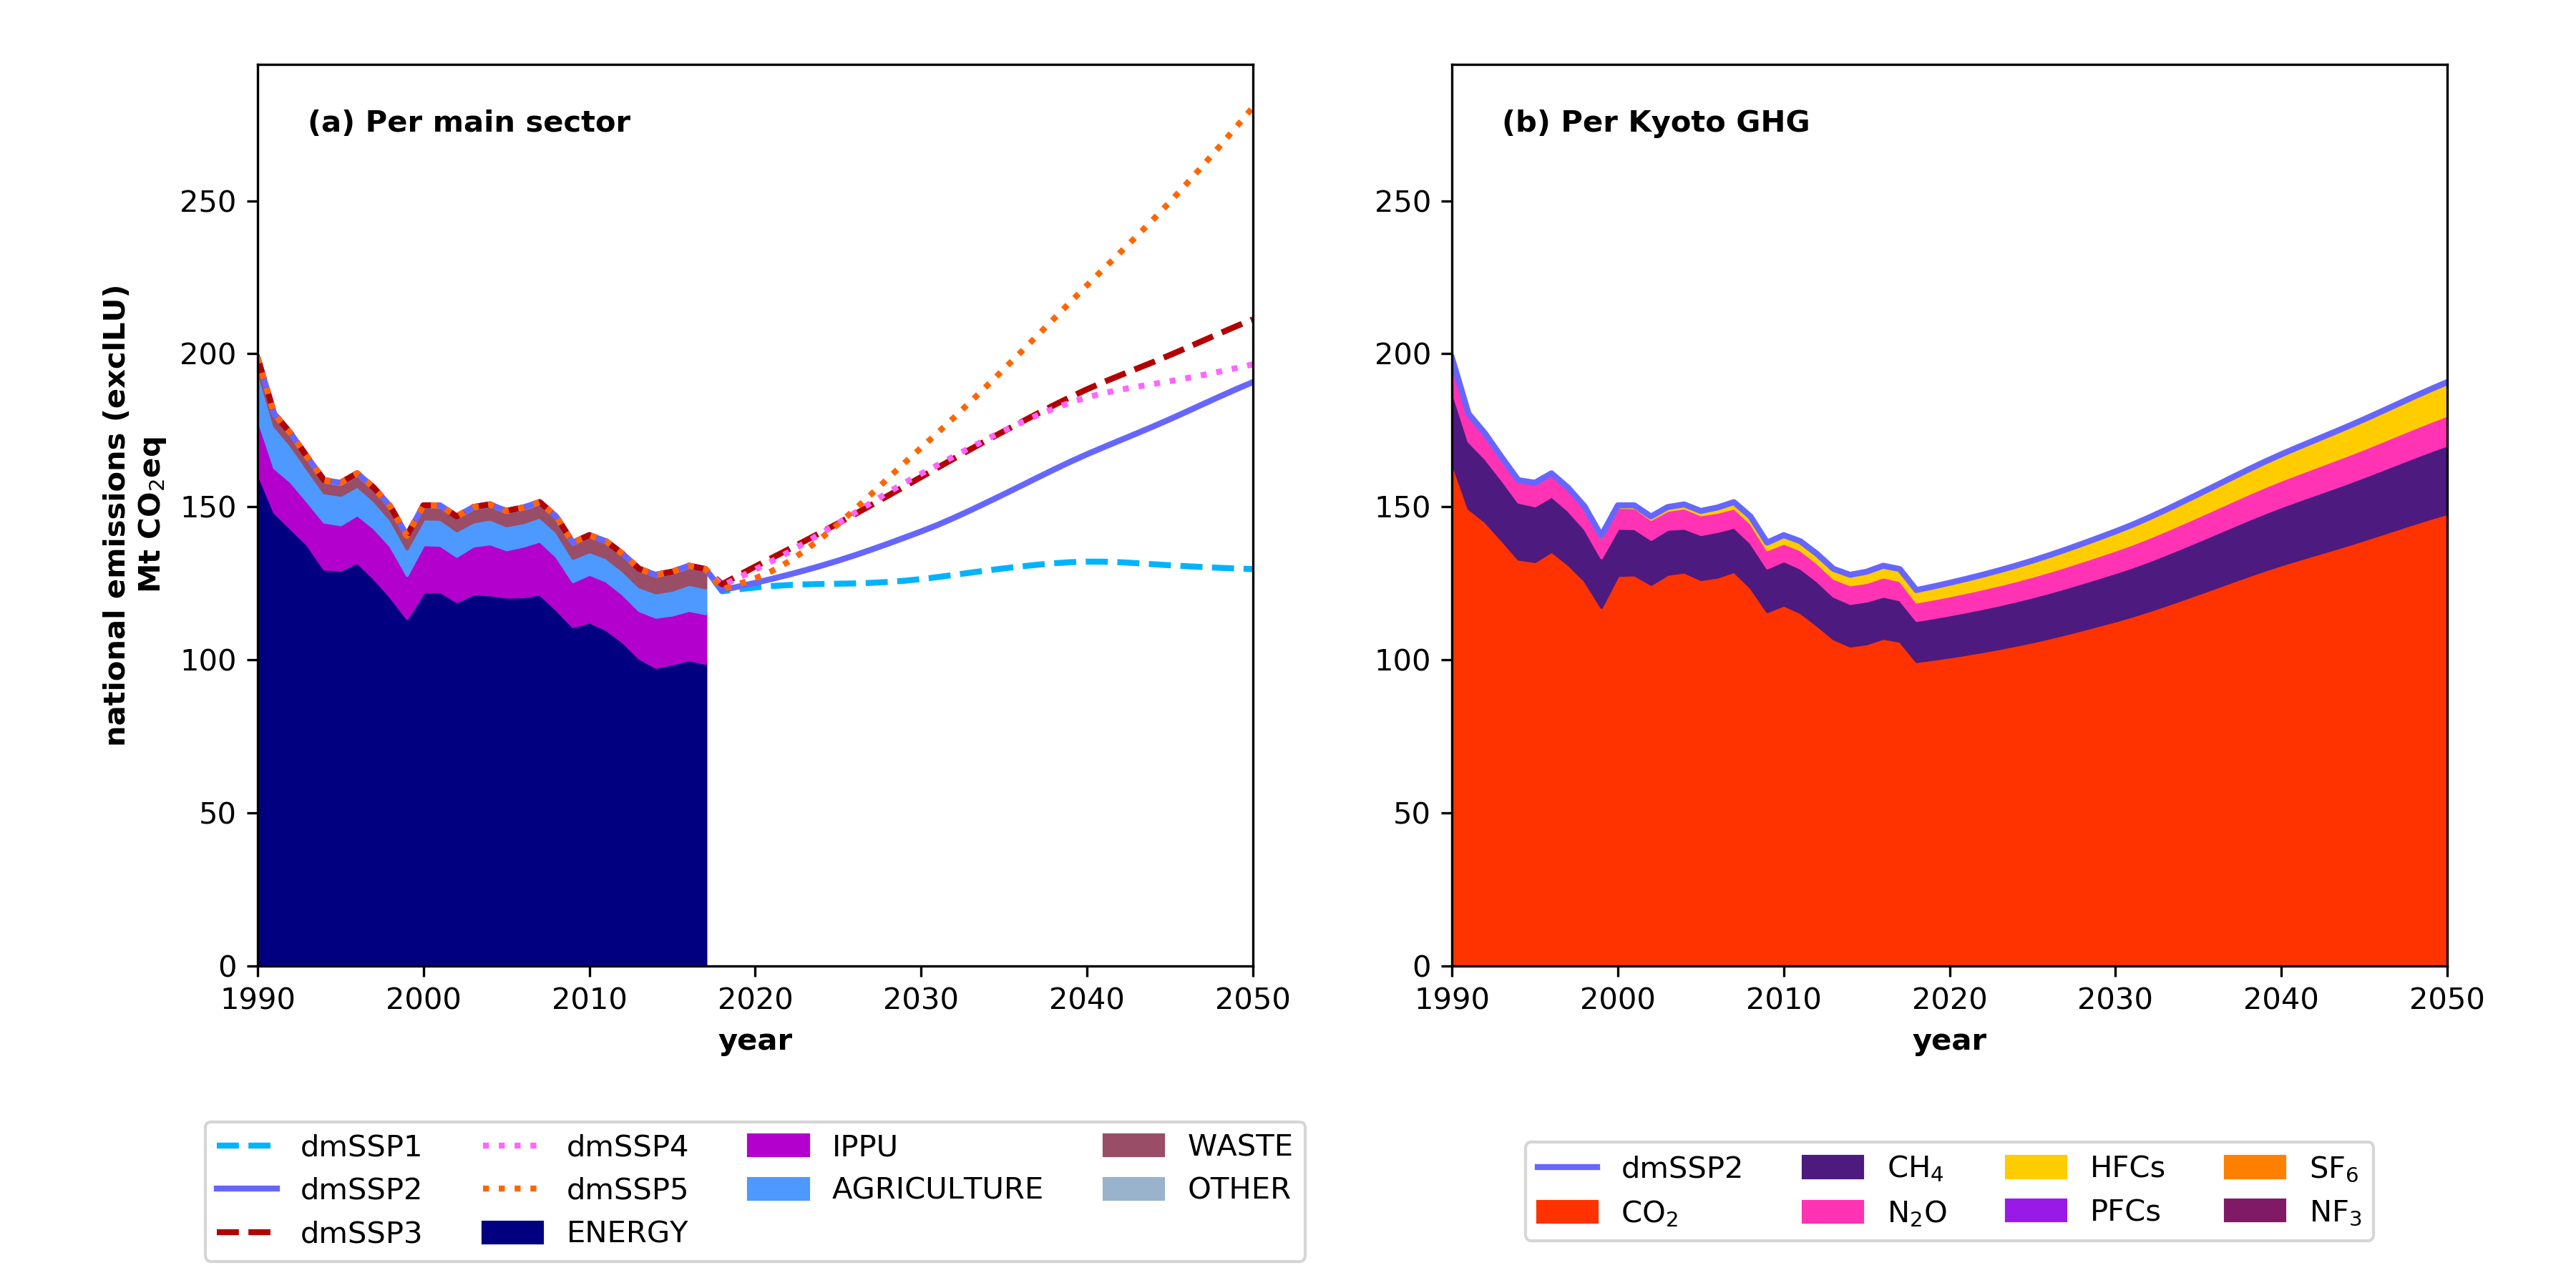 (a) Per main sector
national emissions (exclLU)
Mt CO₂eq
250
200
150
100
50
0
1990 2000 2010 2020 2030 2040 2050
year
dmSSP1 dmSSP4 IPPU WASTE
dmSSP2 dmSSP5 AGRICULTURE OTHER
dmSSP3 ENERGY
(b) Per Kyoto GHG
250
200
150
100
50
0
1990 2000 2010 2020 2030 2040 2050
year
dmSSP2 CH₄ HFCs SF₆
CO₂ N₂O PFCs NF₃